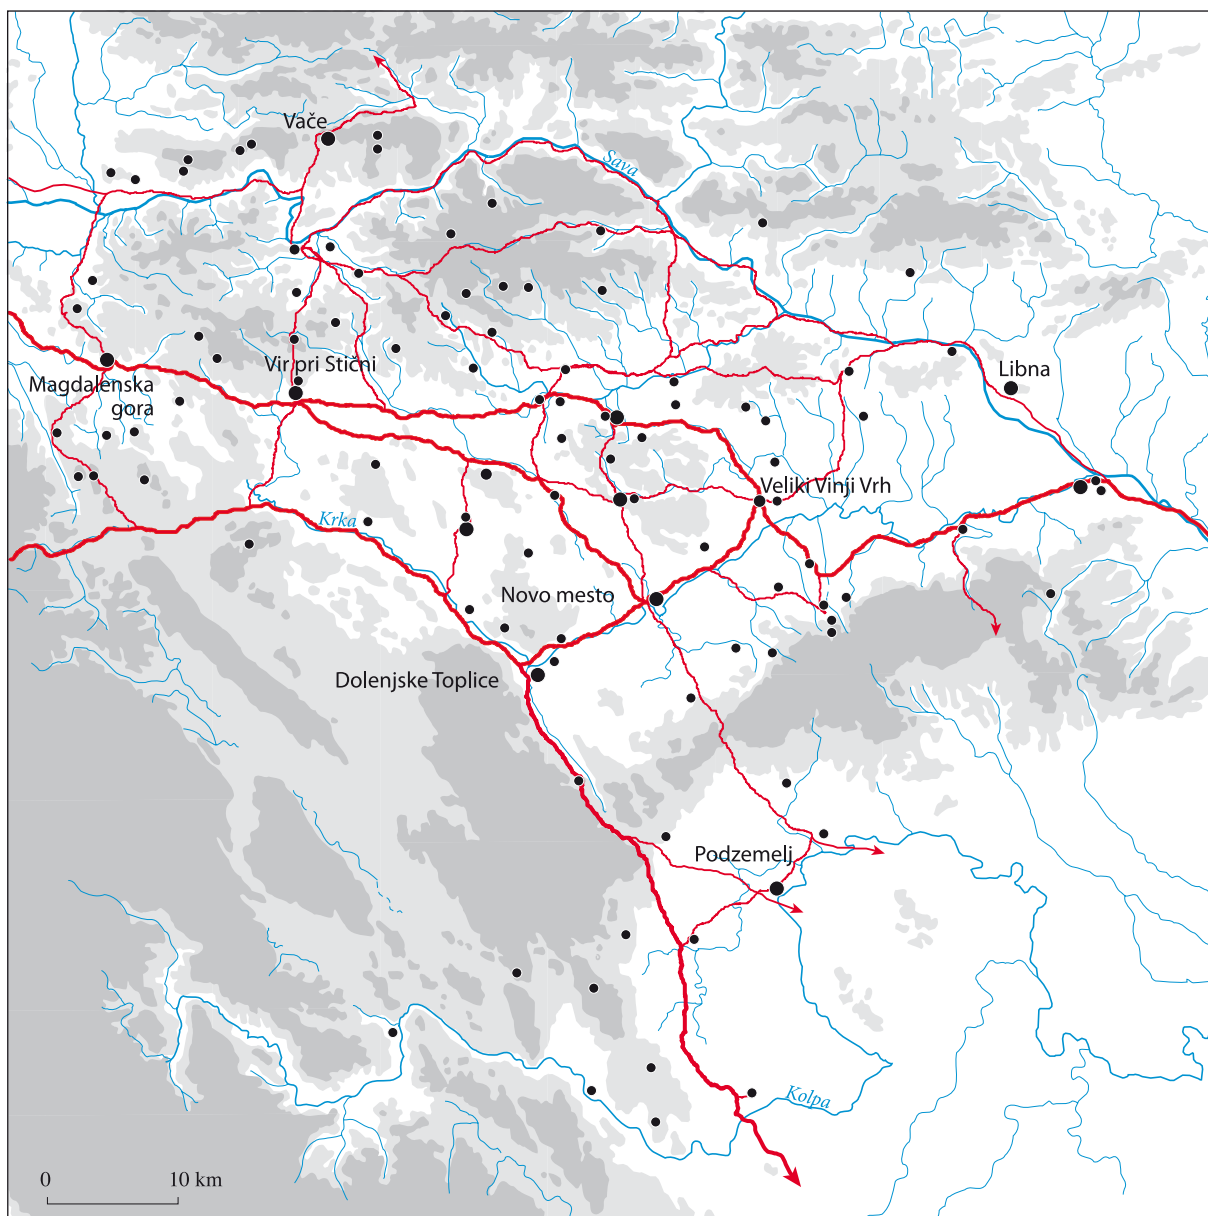 Vače
Sava
Vir pri Stični
Magdalenska
gora
Libna
Veliki Vinji Vrh
Krka
Novo mesto
Dolenjske Toplice
Podzemelj
Kolpa
0 10 km